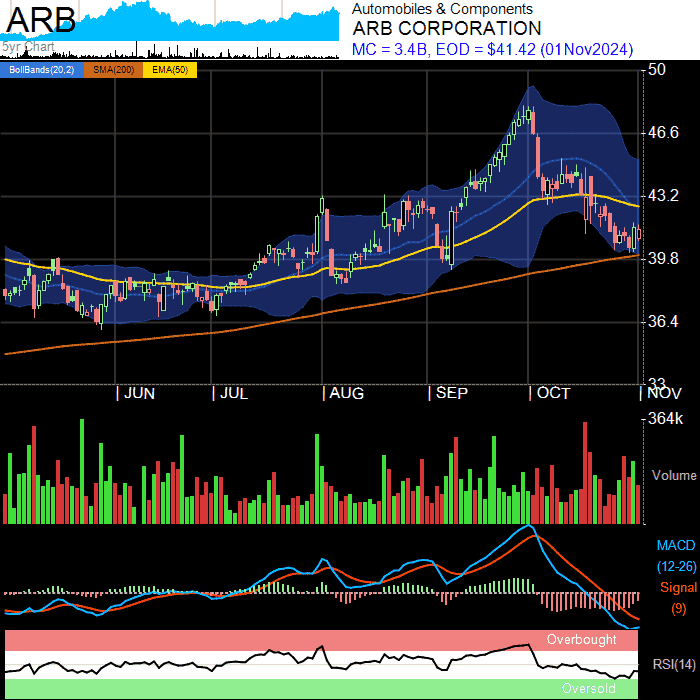 ARB
5yr Chart
Automobiles & Components
ARB CORPORATION
MC = 3.4B, EOD = $41.42 (01Nov2024)
BollBands(20,2) SMA(200) EMA(50)
50
46.6
43.2
39.8
36.4
33
JUN JUL AUG SEP OCT NOV
364k
Volume
MACD
(12-26)
Signal
(9)
Overbought
RSI(14)
Oversold